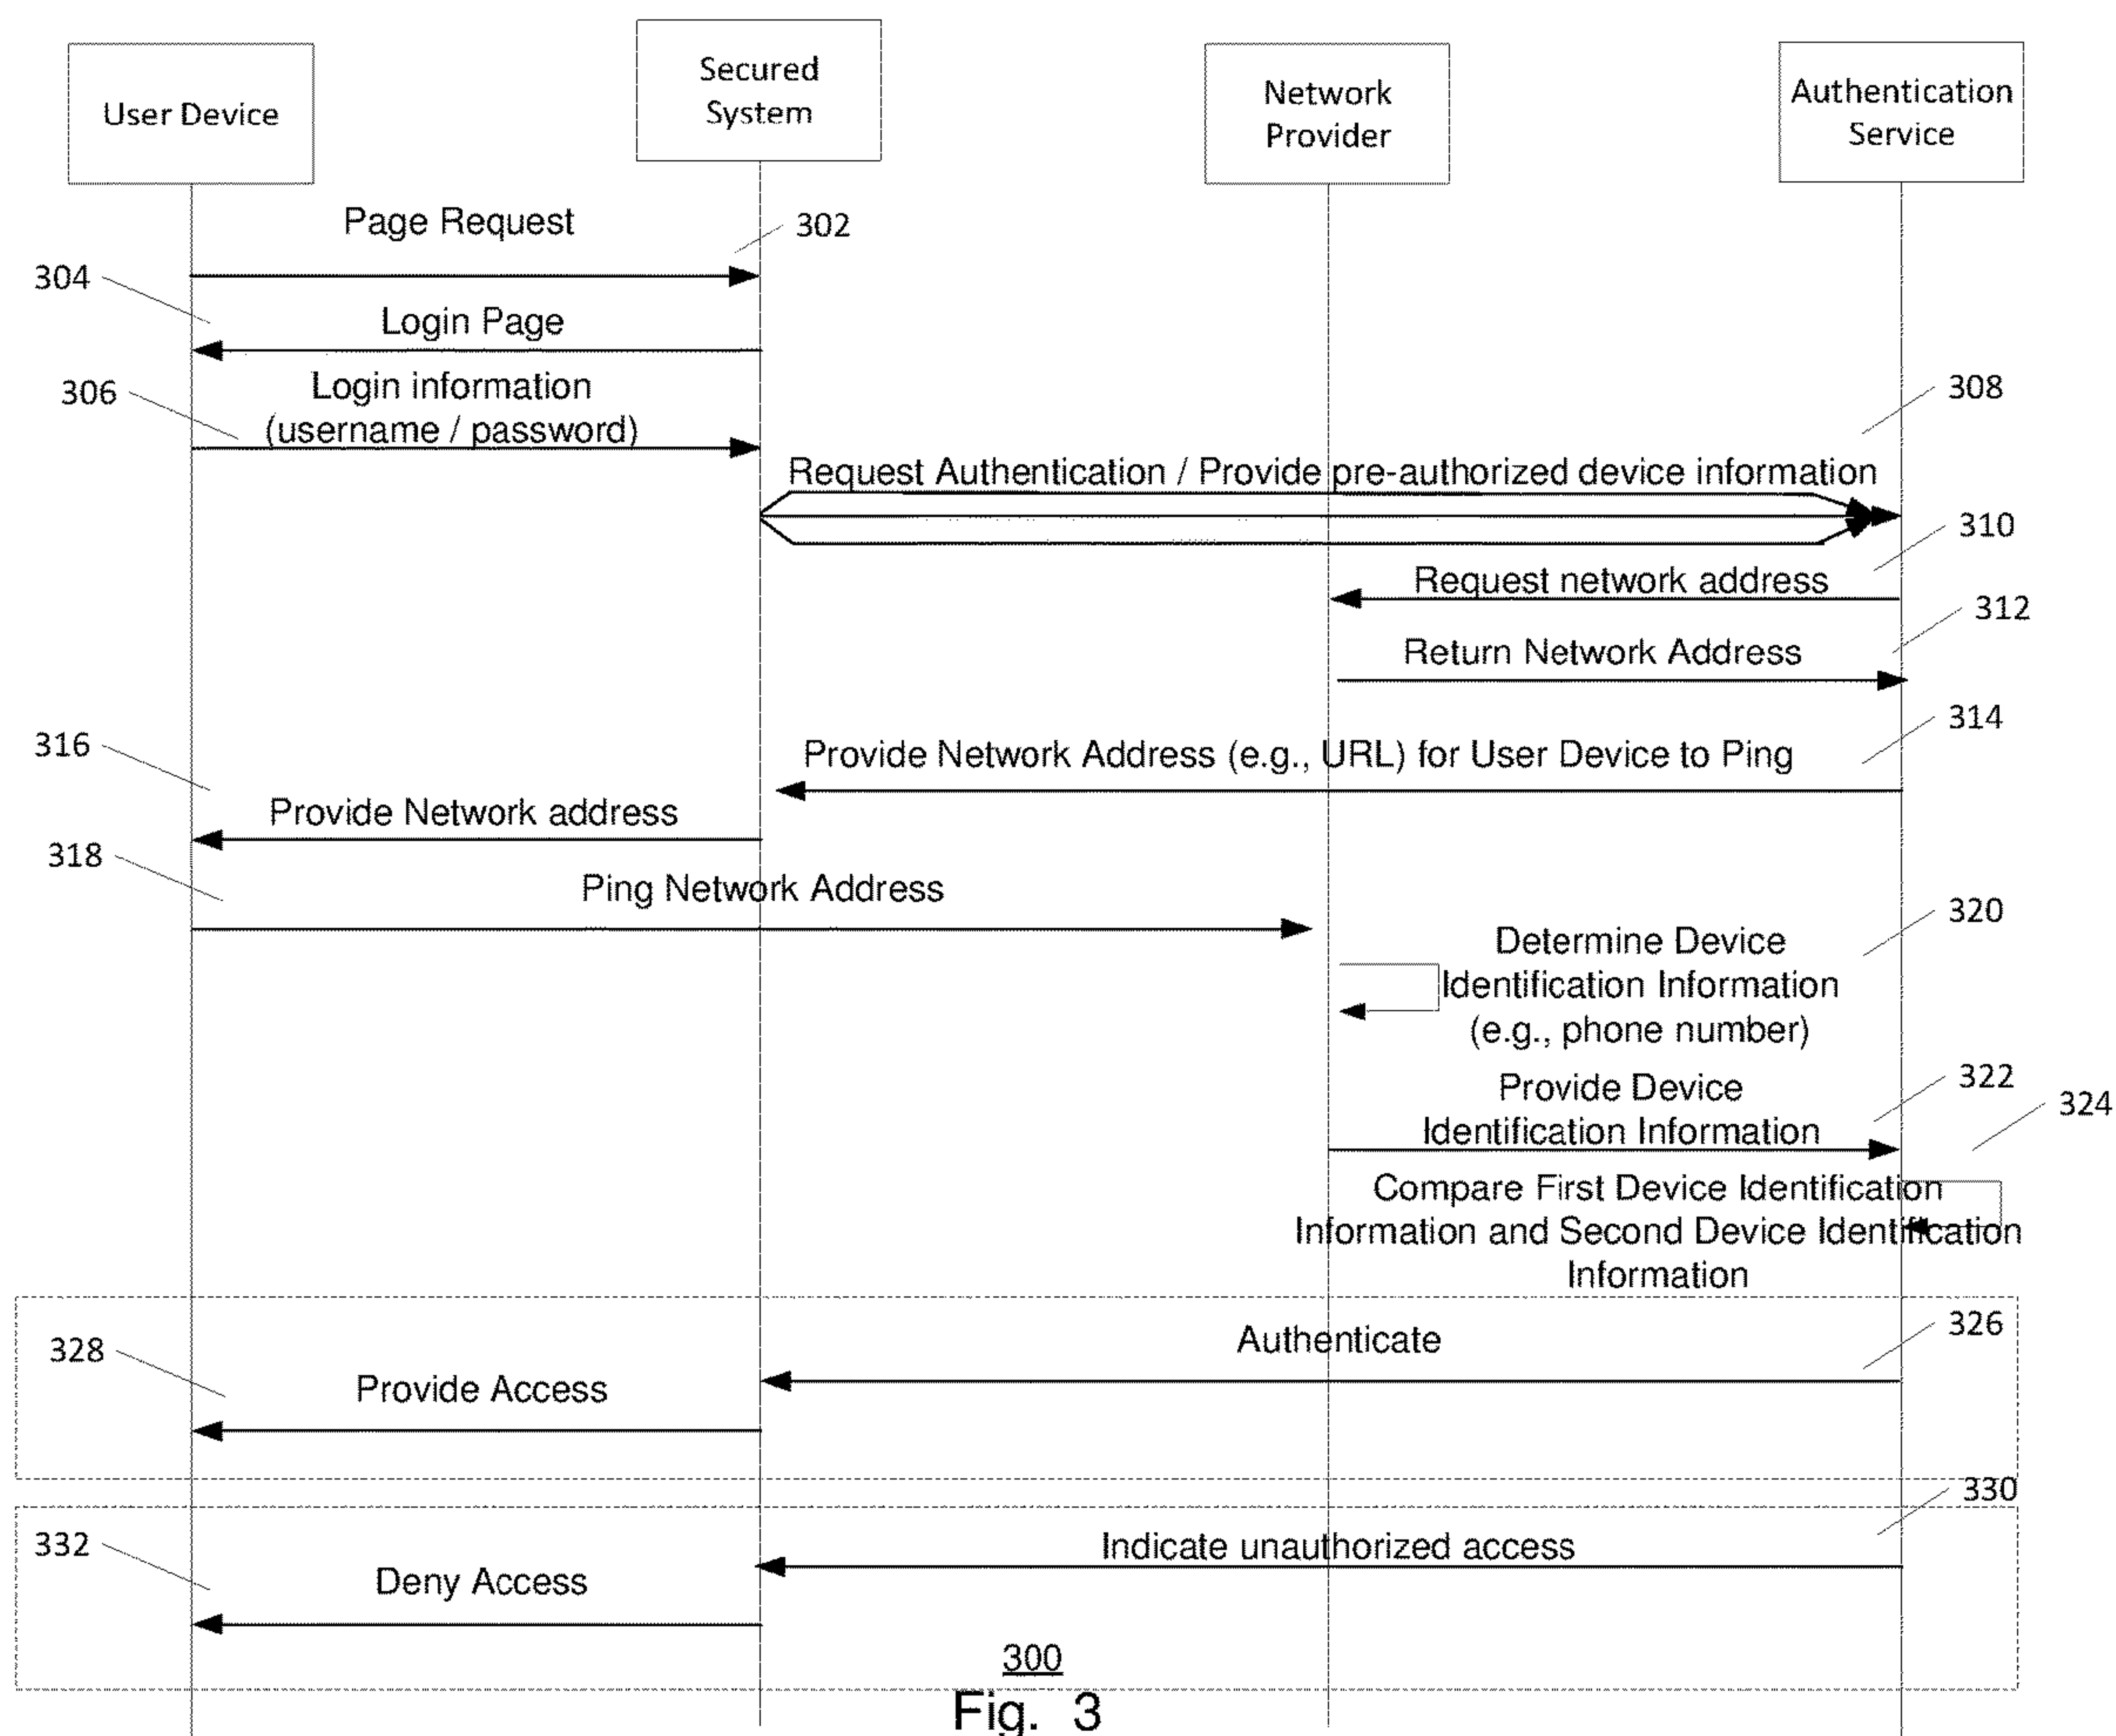 User Device
Secured
System
Network
Provider
Authentication
Service
Page Request
302
304
Login Page
306
Login information
(username / password)
308
Request Authentication / Provide pre-authorized device information
310
Request network address
312
Return Network Address
314
316
Provide Network Address (e.g., URL) for User Device to Ping
Provide Network address
318
Ping Network Address
320
Determine Device
Identification Information
(e.g., phone number)
322
Provide Device
Identification Information
324
Compare First Device Identification
Information and Second Device Identification
Information
326
Authenticate
328
Provide Access
330
Indicate unauthorized access
332
Deny Access
300
Fig. 3